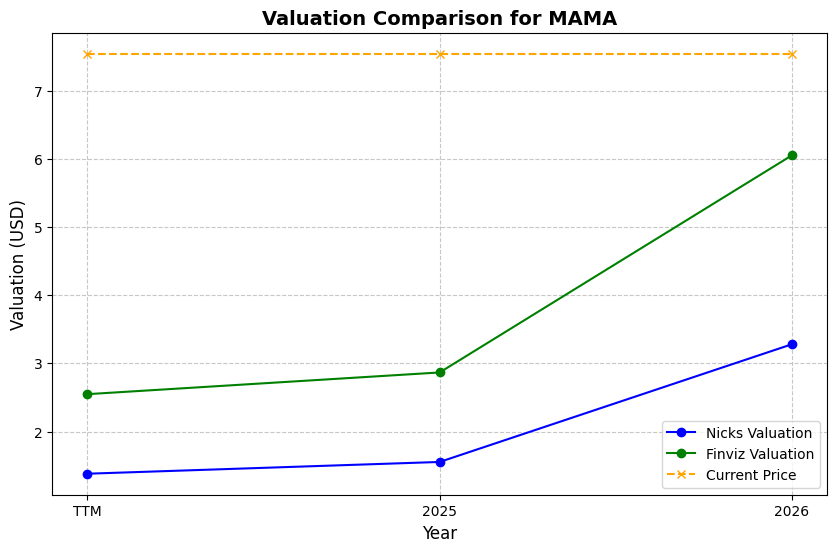 Valuation Comparison for MAMA
Valuation (USD)
7
6
5
4
3
2
TTM
2025
2026
Year
Nicks Valuation
Finviz Valuation
Current Price